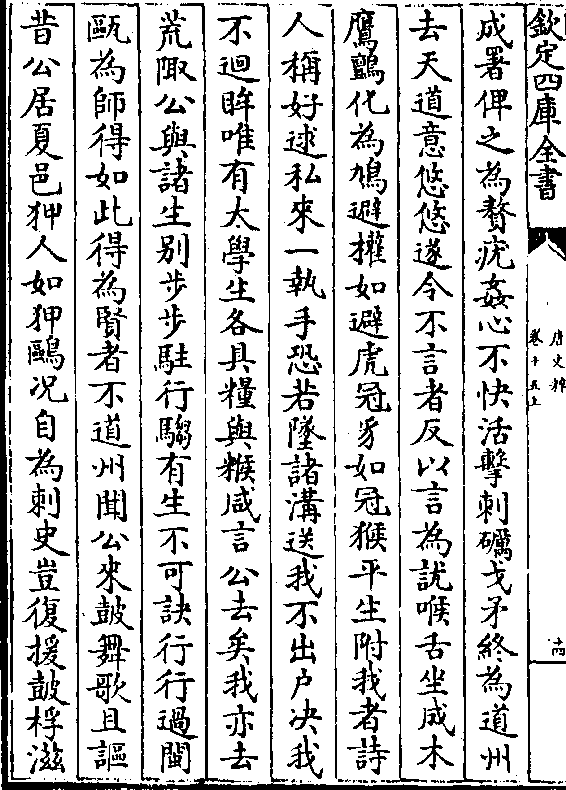 欽定四庫全書
唐文粹
卷十五上
十四
成署俾之為贅疣姦心不快活擊刺礪戈矛終為道州
去天道意悠悠遂令不言者反以言為訧喉舌坐成木
鷹鸇化為鳩避權如避虎冠豸如冠猴平生附我者詩
人稱好逑私來一執手恐若墜諸溝送我不出户决我
不迴眸唯有太學生各具糧與糇咸言公去矣我亦去
荒陬公與諸生别步步駐行騶有生不可訣行行過閩
甌為師得如此得為賢者不道州聞公來鼓舞歌且謳
昔公居夏邑狎人如狎鷗况自為刺史豈復援鼓桴滋